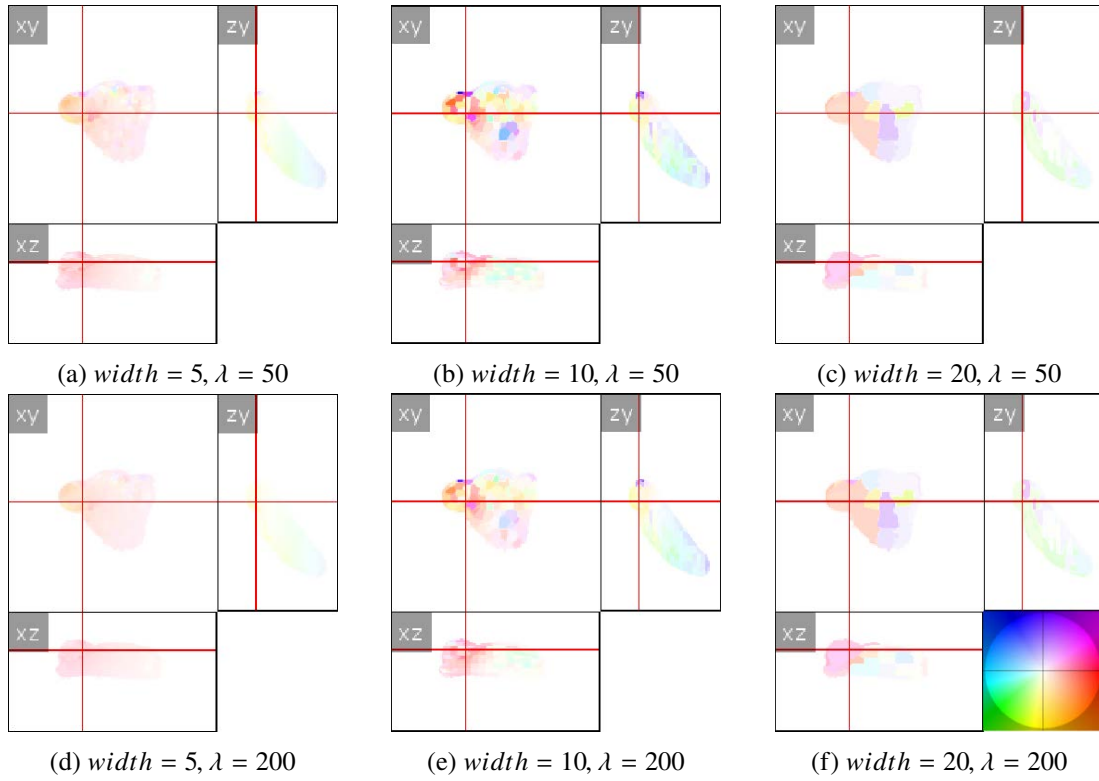 xy zy xy zy xy zy
xz xz xz
(a) width = 5, λ = 50 (b) width = 10, λ = 50 (c) width = 20, λ = 50
xy zy xy zy xy zy
xz xz xz
(d) width = 5, λ = 200 (e) width = 10, λ = 200 (f) width = 20, λ = 200